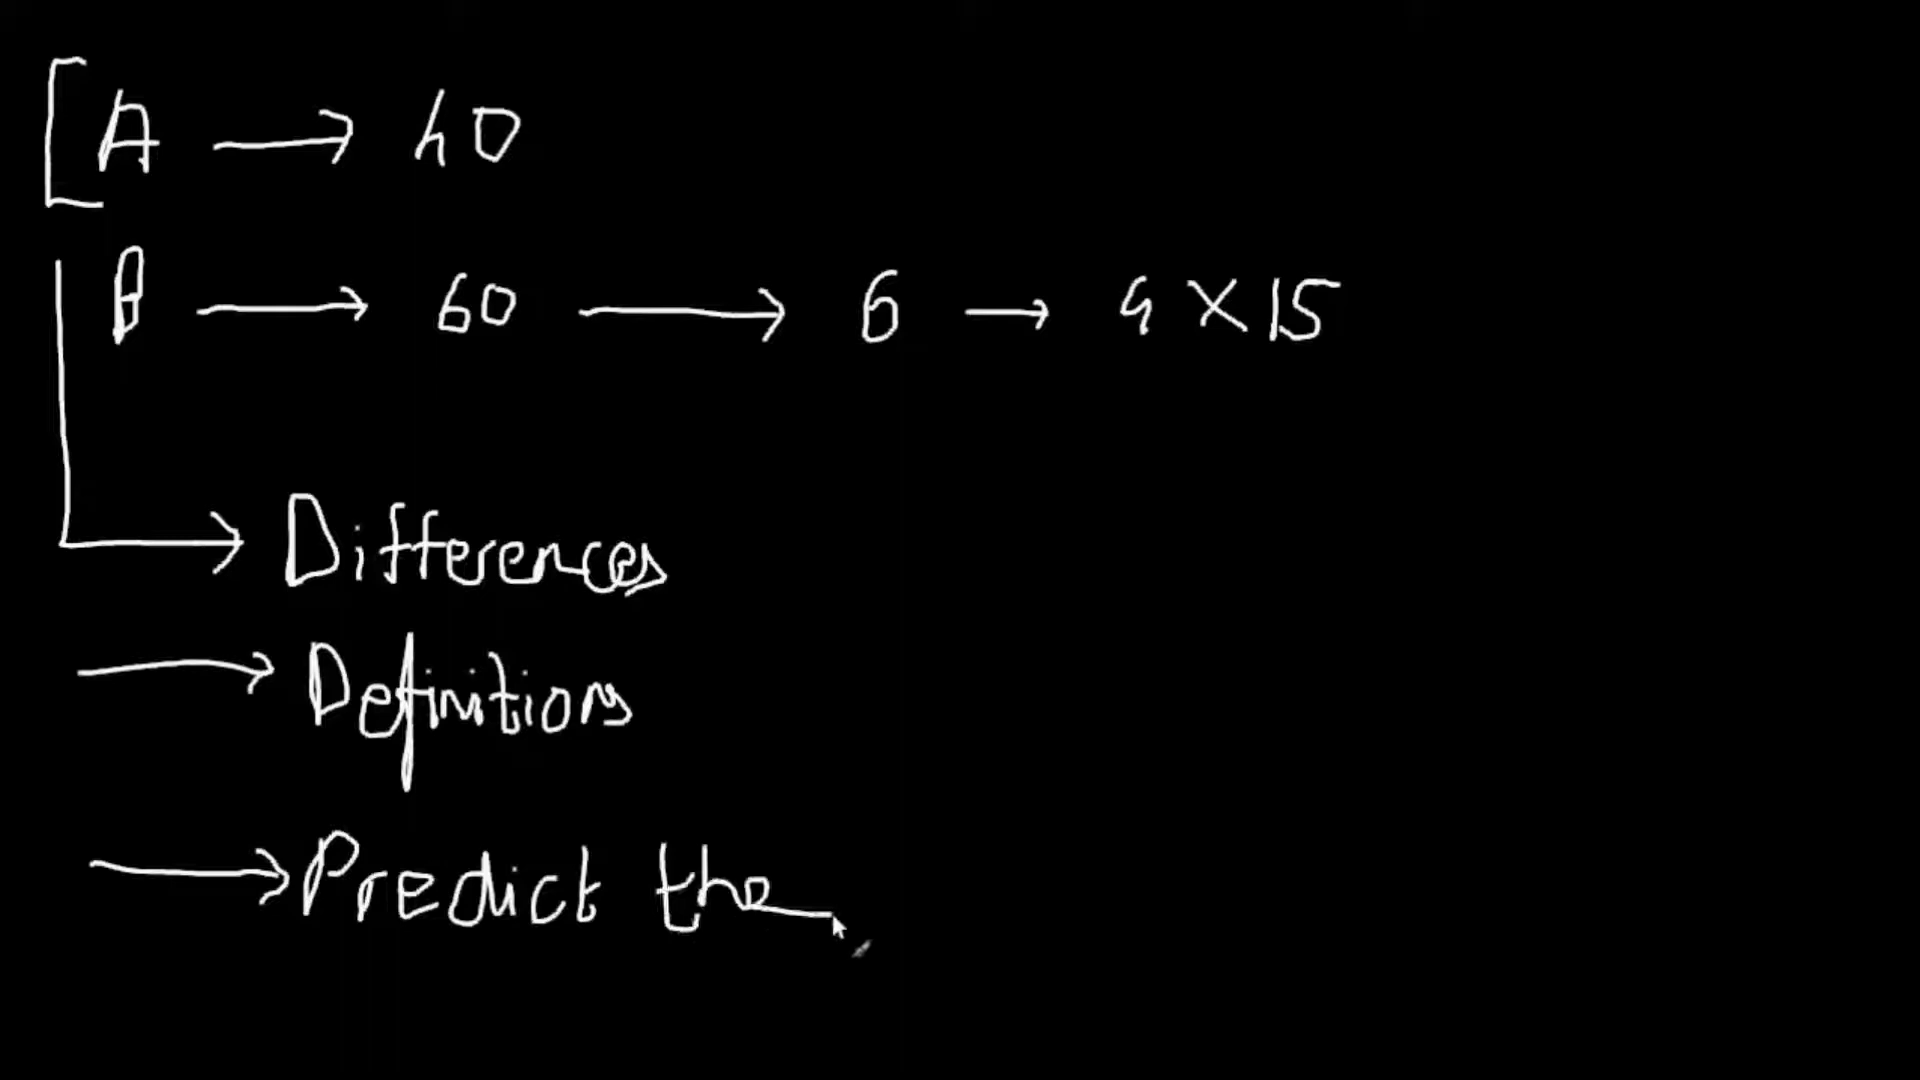 [A → 40
B → 60 → 6 → 4 × 15
→ Differences
→ Definitions
→ Predict the